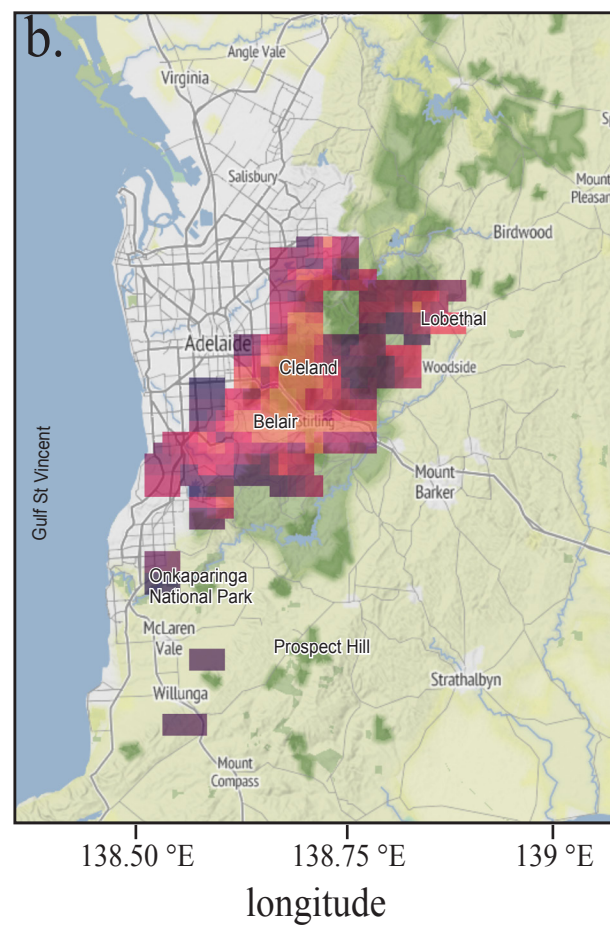 b.
Angle Vale
Virginia
Salisbury
Mount
Pleasan
Birdwood
Lobethal
Adelaide
Cleland
Woodside
Belair
Stirling
Mount
Barker
Gulf St Vincent
Onkaparinga
National Park
McLaren
Vale
Prospect Hill
Strathalbyn
Willunga
Mount
Compass
138.50 °E
138.75 °E
139 °E
longitude